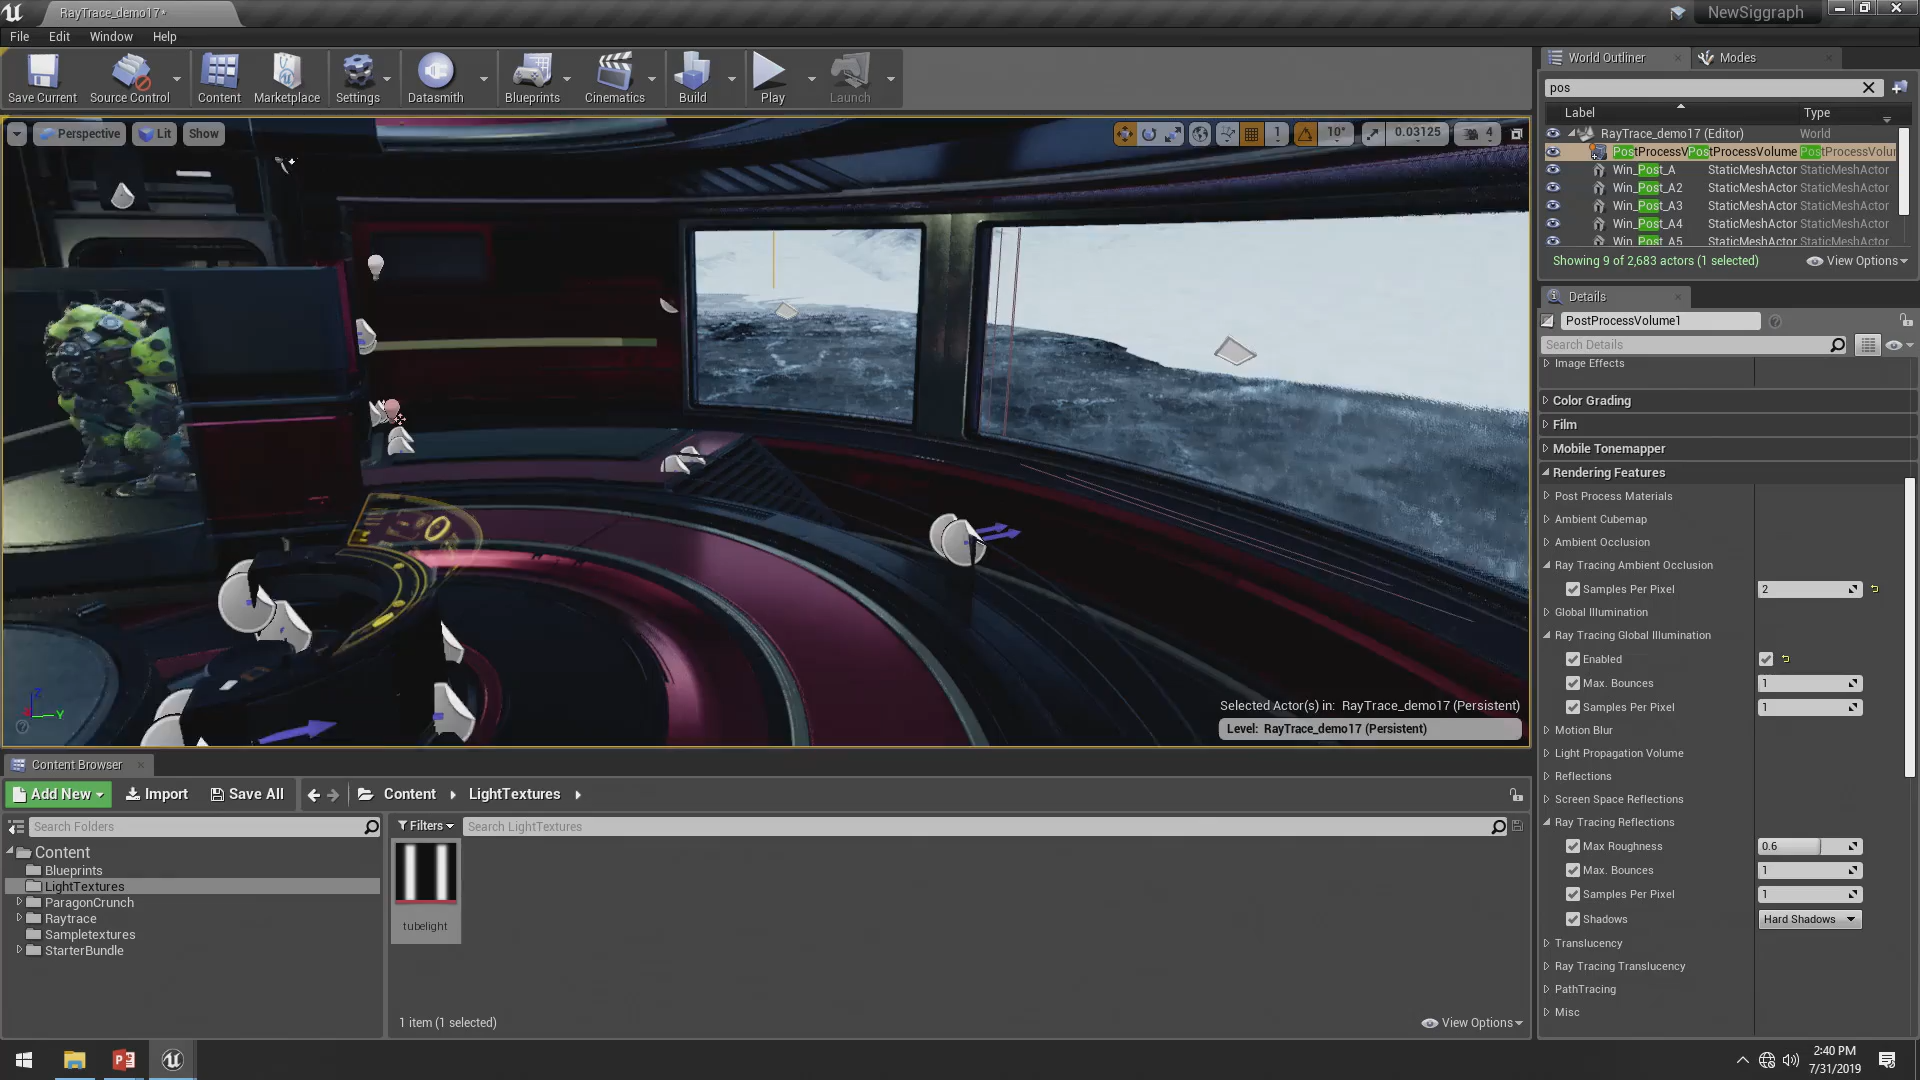 RayTrace_demo17*
NewSiggraph
File Edit Window Help
Save Current
Source Control
Content
Marketplace
Settings
Datasmith
Blueprints
Cinematics
Build
Play
Launch
Perspective
Lit
Show
1
10°
0.03125
4
World Outliner
Modes
pos
Label Type
RayTrace_demo17 (Editor) World
PostProcessV PostProcessVolume PostProcessVolur
Win_Post_A StaticMeshActor StaticMeshActor
Win_Post_A2 StaticMeshActor StaticMeshActor
Win_Post_A3 StaticMeshActor StaticMeshActor
Win_Post_A4 StaticMeshActor StaticMeshActor
Win_Post_A5 StaticMeshActor StaticMeshActor
Showing 9 of 2,683 actors (1 selected)
View Options
Details
PostProcessVolume1
Search Details
Image Effects
Color Grading
Film
Mobile Tonemapper
Rendering Features
Post Process Materials
Ambient Cubemap
Ambient Occlusion
Ray Tracing Ambient Occlusion
Samples Per Pixel 2
Global Illumination
Ray Tracing Global Illumination
Enabled
Max. Bounces 1
Samples Per Pixel 1
Motion Blur
Light Propagation Volume
Reflections
Screen Space Reflections
Ray Tracing Reflections
Max Roughness 0.6
Max. Bounces 1
Samples Per Pixel 1
Shadows Hard Shadows
Translucency
Ray Tracing Translucency
PathTracing
Misc
Z
Y
Selected Actor(s) in: RayTrace_demo17 (Persistent)
Level: RayTrace_demo17 (Persistent)
Content Browser
Add New
Import
Save All
Content
LightTextures
Search Folders
Filters
Search LightTextures
Content
Blueprints
LightTextures
ParagonCrunch
Raytrace
Sampletextures
StarterBundle
tubelight
1 item (1 selected)
View Options
2:40 PM
7/31/2019